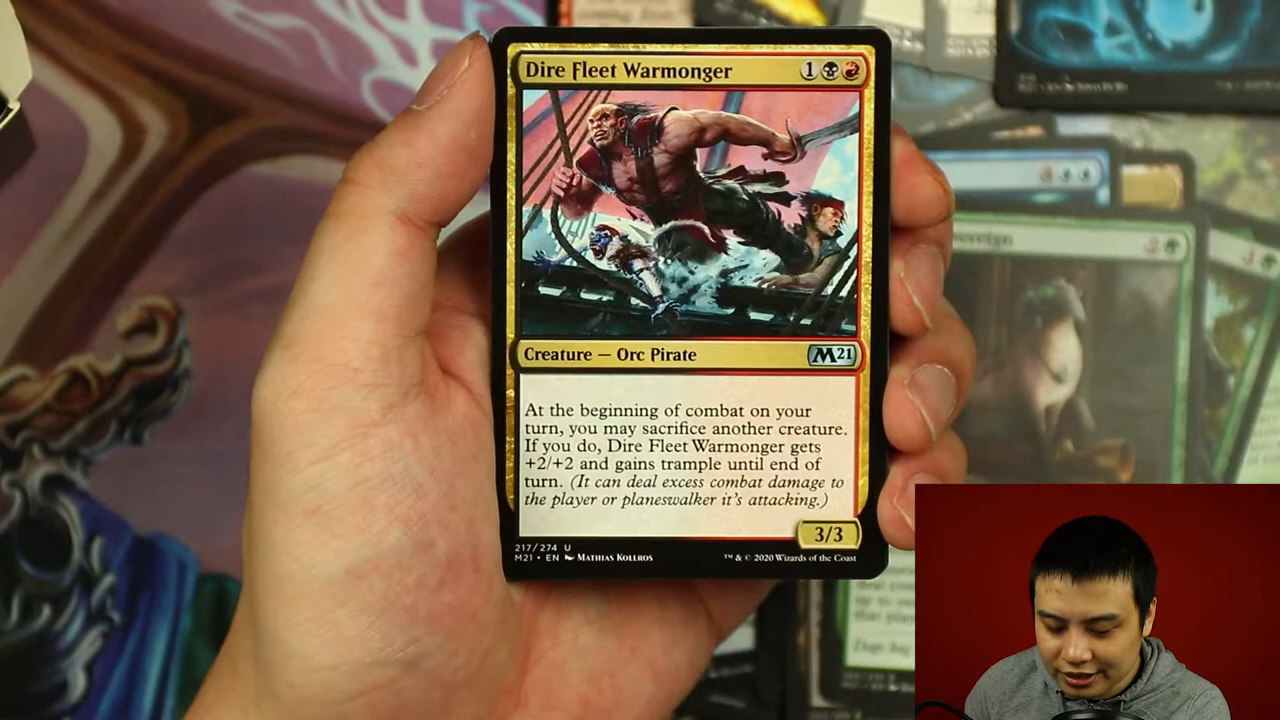 Dire Fleet Warmonger 1
Creature — Orc Pirate M21
At the beginning of combat on your
turn, you may sacrifice another creature.
If you do, Dire Fleet Warmonger gets
+2/+2 and gains trample until end of
turn. (It can deal excess combat damage to
the player or planeswalker it's attacking.)
3/3
217/274 U
M21 • EN Mathias Kollros ™ & © 2020 Wizards of the Coast